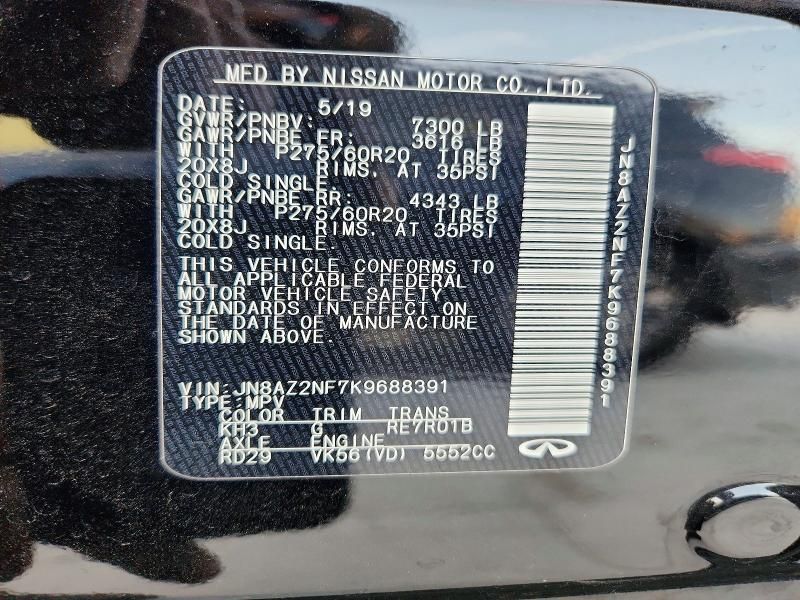 MFD BY NISSAN MOTOR CO.,LTD.
DATE: 5/19
GVWR/PNBV: 7300 LB
GAWR/PNBE FR: 3616 LB
WITH P275/60R20 TIRES
20X8J RIMS. AT 35PSI
COLD SINGLE.
GAWR/PNBE RR: 4343 LB
WITH P275/60R20 TIRES
20X8J RIMS. AT 35PSI
COLD SINGLE.
THIS VEHICLE CONFORMS TO
ALL APPLICABLE FEDERAL
MOTOR VEHICLE SAFETY
STANDARDS IN EFFECT ON
THE DATE OF MANUFACTURE
SHOWN ABOVE.
VIN: JN8AZ2NF7K9688391
TYPE: MPV
COLOR TRIM TRANS
KH3 G RE7R01B
AXLE ENGINE
RD29 VK56(VD) 5552CC
JN8AZ2NF7K9688391